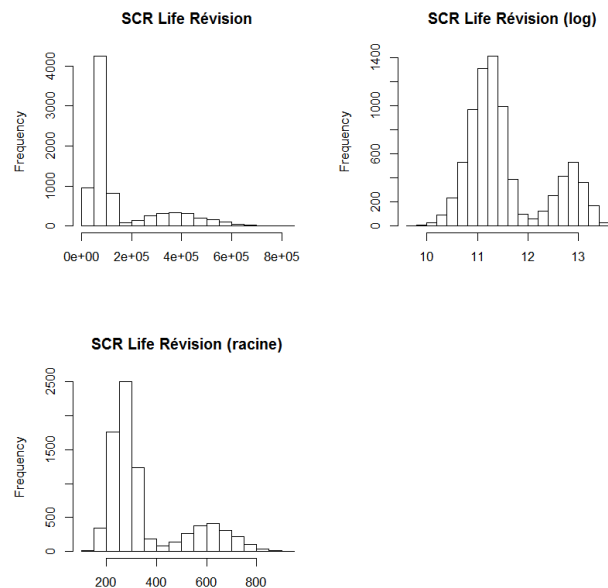 SCR Life Révision
Frequency
0 1000 2000 3000 4000
0e+00 2e+05 4e+05 6e+05 8e+05
SCR Life Révision (log)
Frequency
0 200 600 1000 1400
10 11 12 13
SCR Life Révision (racine)
Frequency
0 500 1500 2500
200 400 600 800